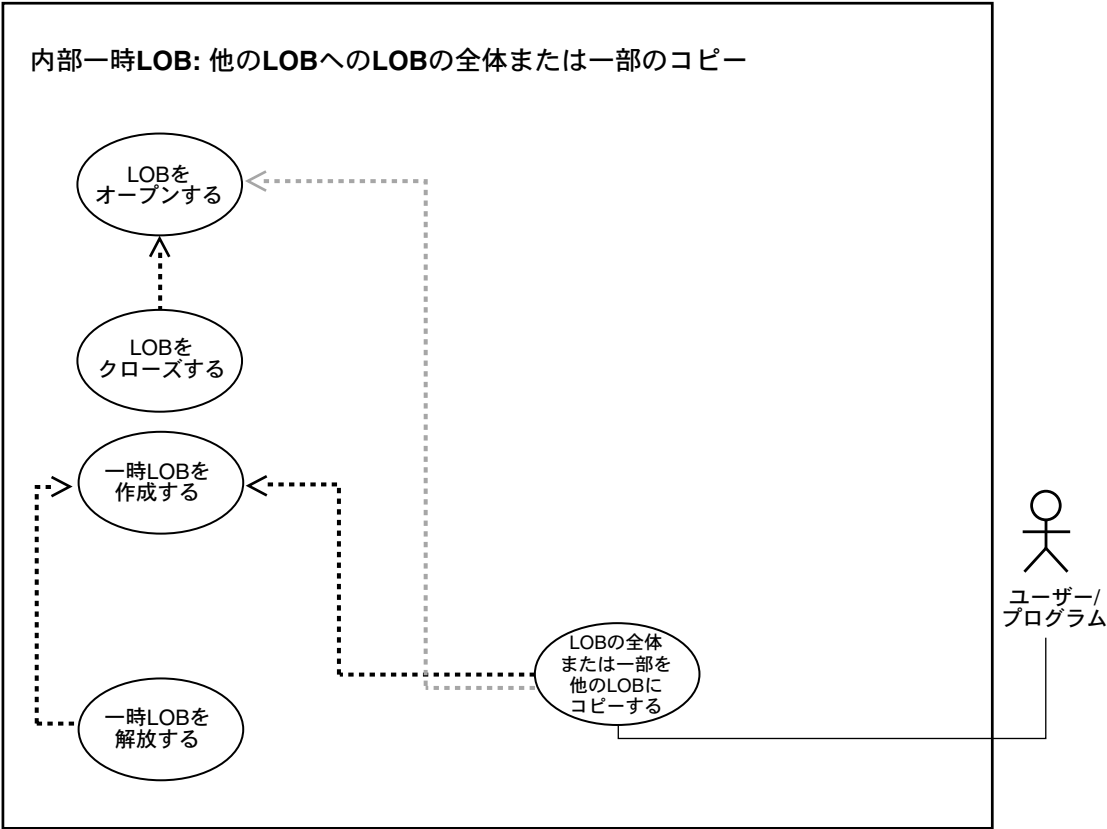 内部一時LOB: 他のLOBへのLOBの全体または一部のコピー
LOBを
オープンする
LOBを
クローズする
一時LOBを
作成する
一時LOBを
解放する
LOBの全体
または一部を
他のLOBに
コピーする
ユーザー/
プログラム